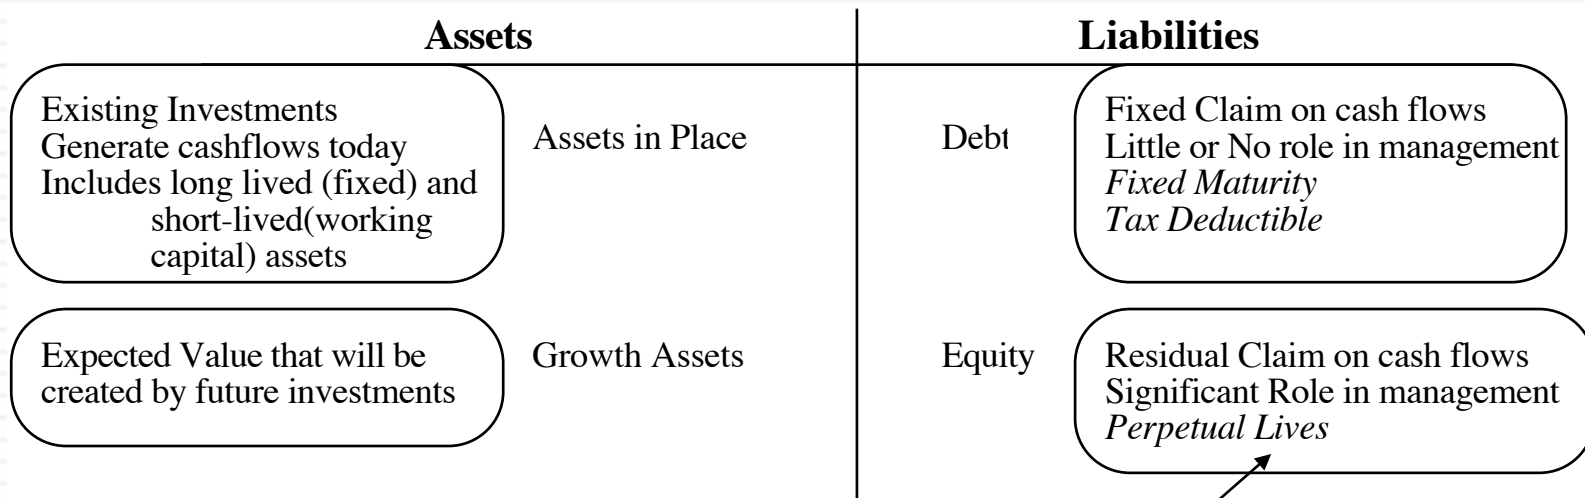 Assets
Liabilities
Existing Investments
Generate cashflows today
Includes long lived (fixed) and
short-lived(working
capital) assets
Assets in Place
Debt
Fixed Claim on cash flows
Little or No role in management
Fixed Maturity
Tax Deductible
Expected Value that will be
created by future investments
Growth Assets
Equity
Residual Claim on cash flows
Significant Role in management
Perpetual Lives